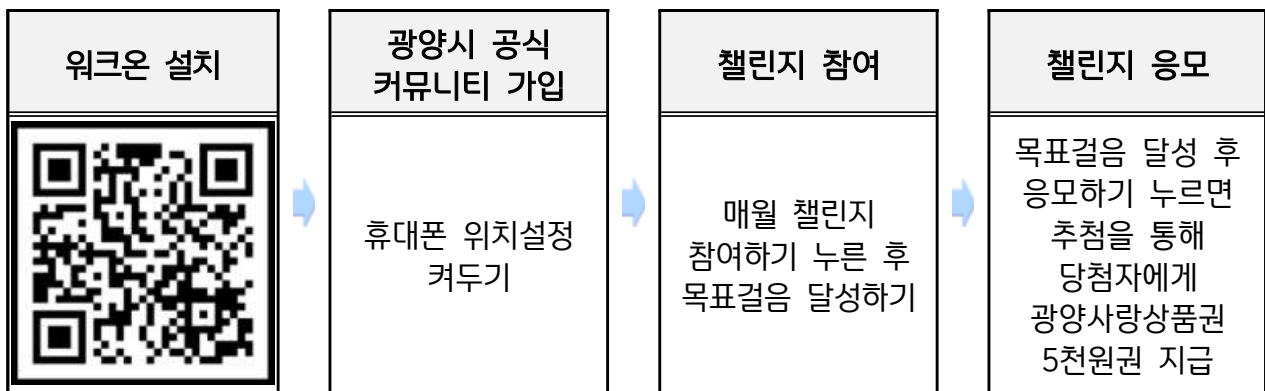 워크온 설치
광양시 공식
커뮤니티 가입
휴대폰 위치설정
켜두기
챌린지 참여
매월 챌린지
참여하기 누른 후
목표걸음 달성하기
챌린지 응모
목표걸음 달성 후
응모하기 누르면
추첨을 통해
당첨자에게
광양사랑상품권
5천원권 지급